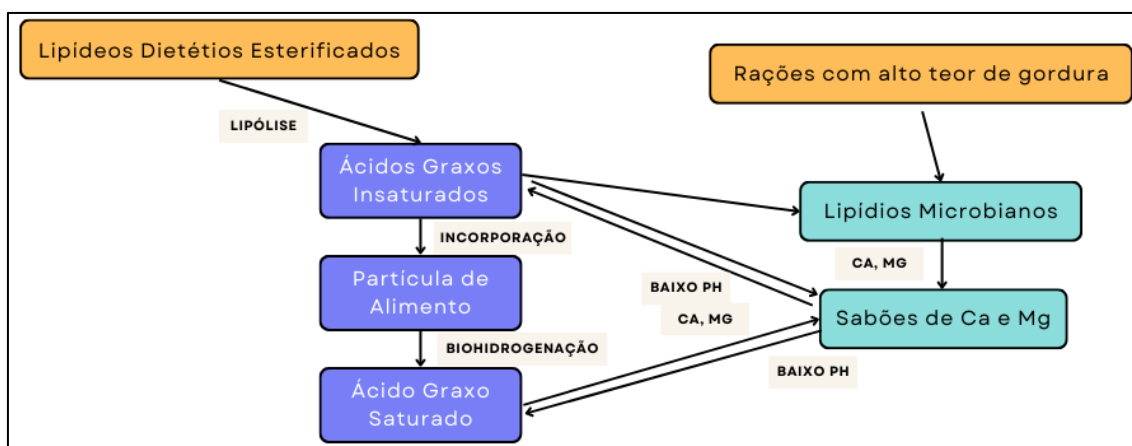 Lipídeos Dietétios Esterificados
Rações com alto teor de gordura
LIPÓLISE
Ácidos Graxos
Insaturados
Lipídios Microbianos
INCORPORAÇÃO
CA, MG
Partícula de
Alimento
BAIXO PH
CA, MG
Sabões de Ca e Mg
BIOHIDROGENAÇÃO
BAIXO PH
Ácido Graxo
Saturado